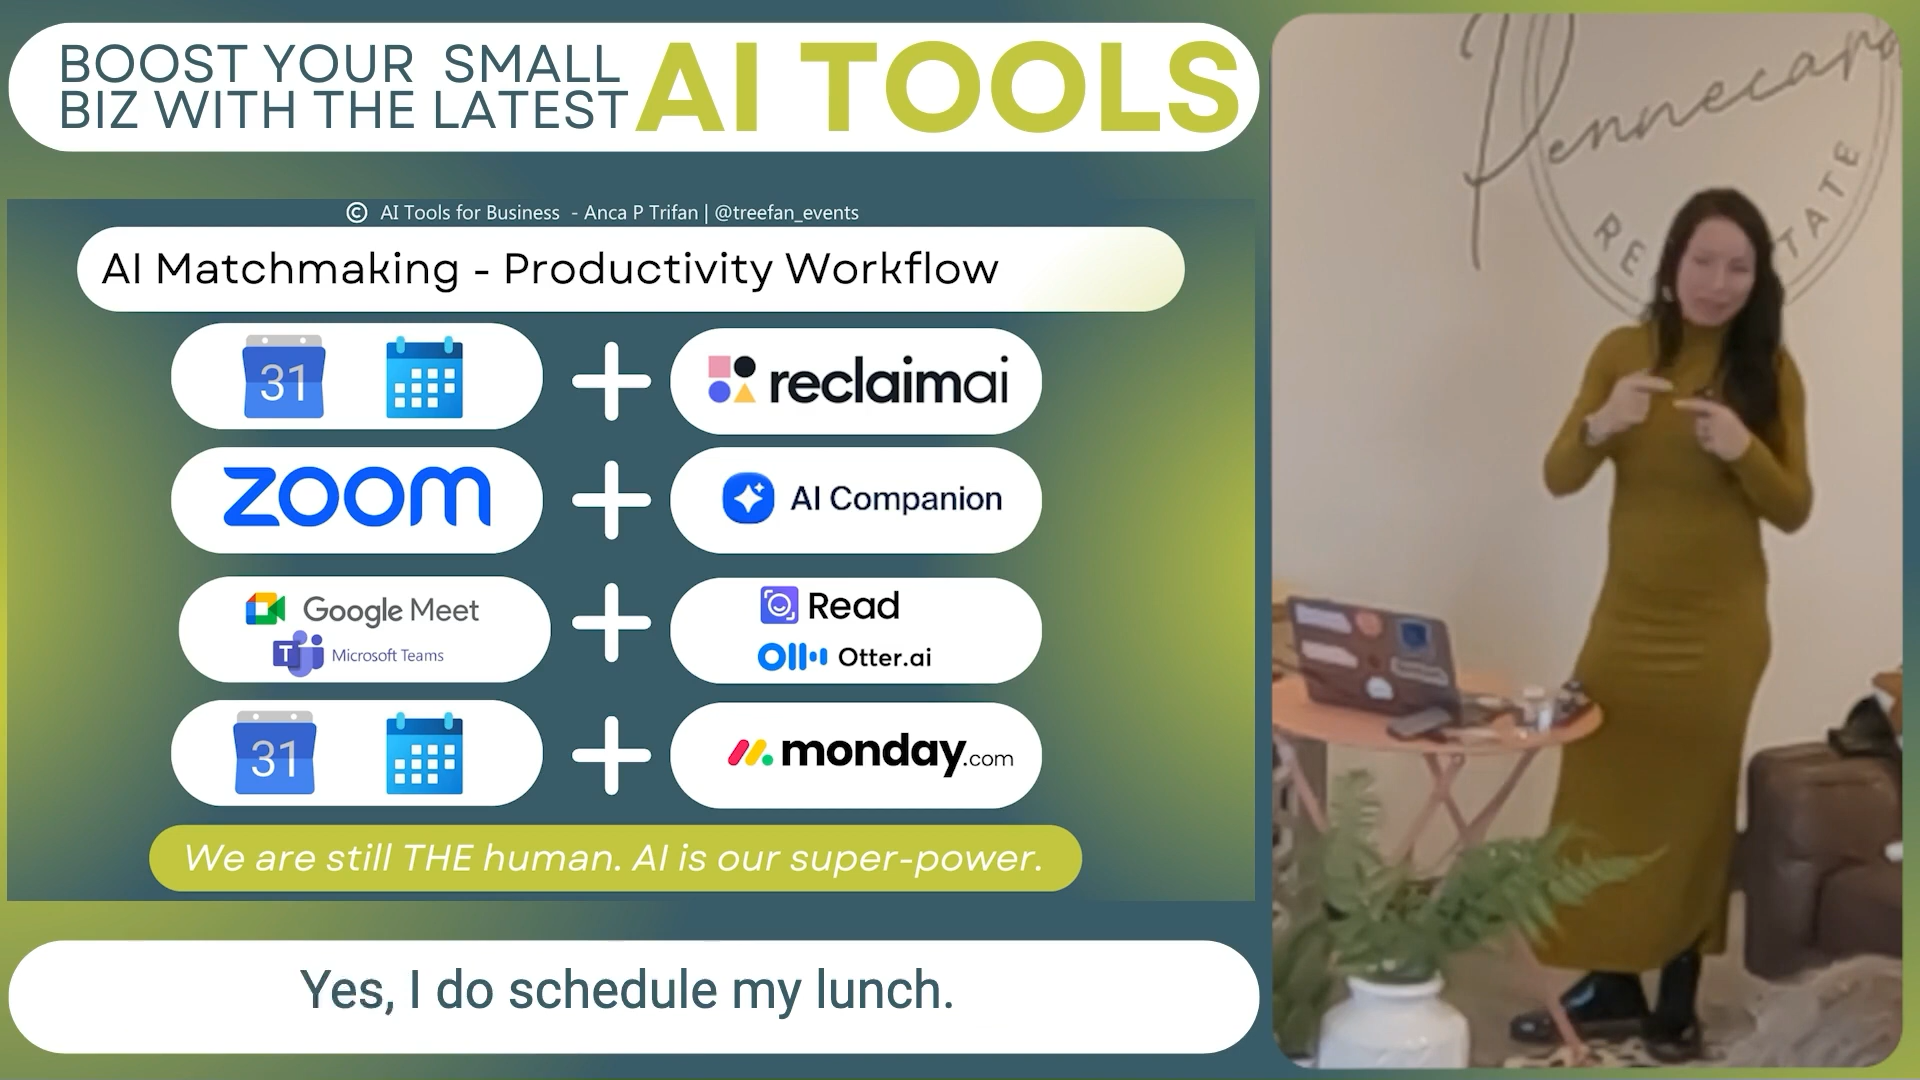 BOOST YOUR SMALL
BIZ WITH THE LATEST
AI TOOLS
© AI Tools for Business - Anca P Trifan | @treefan_events
AI Matchmaking - Productivity Workflow
31
reclaimai
zoom
AI Companion
Google Meet
Microsoft Teams
Read
Otter.ai
31
monday.com
We are still THE human. AI is our super-power.
Yes, I do schedule my lunch.